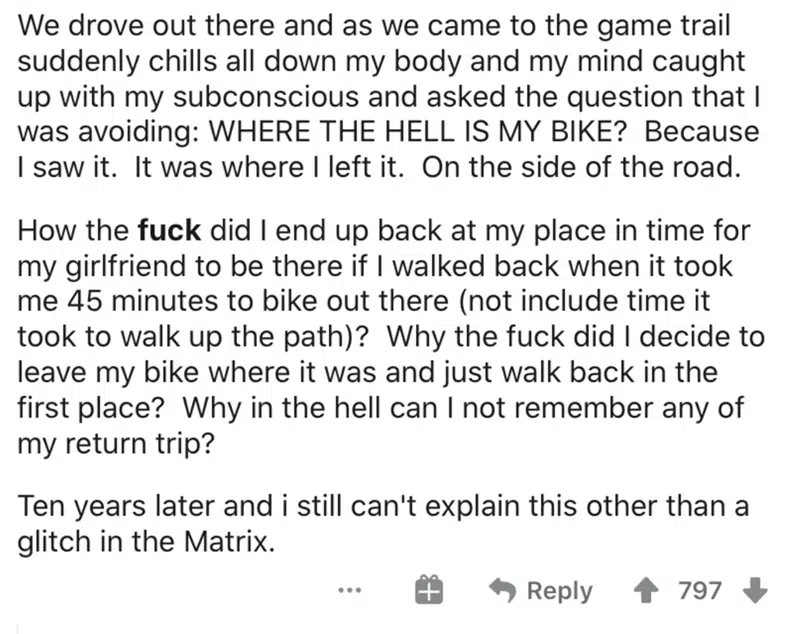 We drove out there and as we came to the game trail
suddenly chills all down my body and my mind caught
up with my subconscious and asked the question that I
was avoiding: WHERE THE HELL IS MY BIKE?  Because
I saw it.  It was where I left it.  On the side of the road.
How the fuck did I end up back at my place in time for
my girlfriend to be there if I walked back when it took
me 45 minutes to bike out there (not include time it
took to walk up the path)?  Why the fuck did I decide to
leave my bike where it was and just walk back in the
first place?  Why in the hell can I not remember any of
my return trip?
Ten years later and i still can't explain this other than a
glitch in the Matrix.
... Reply 797